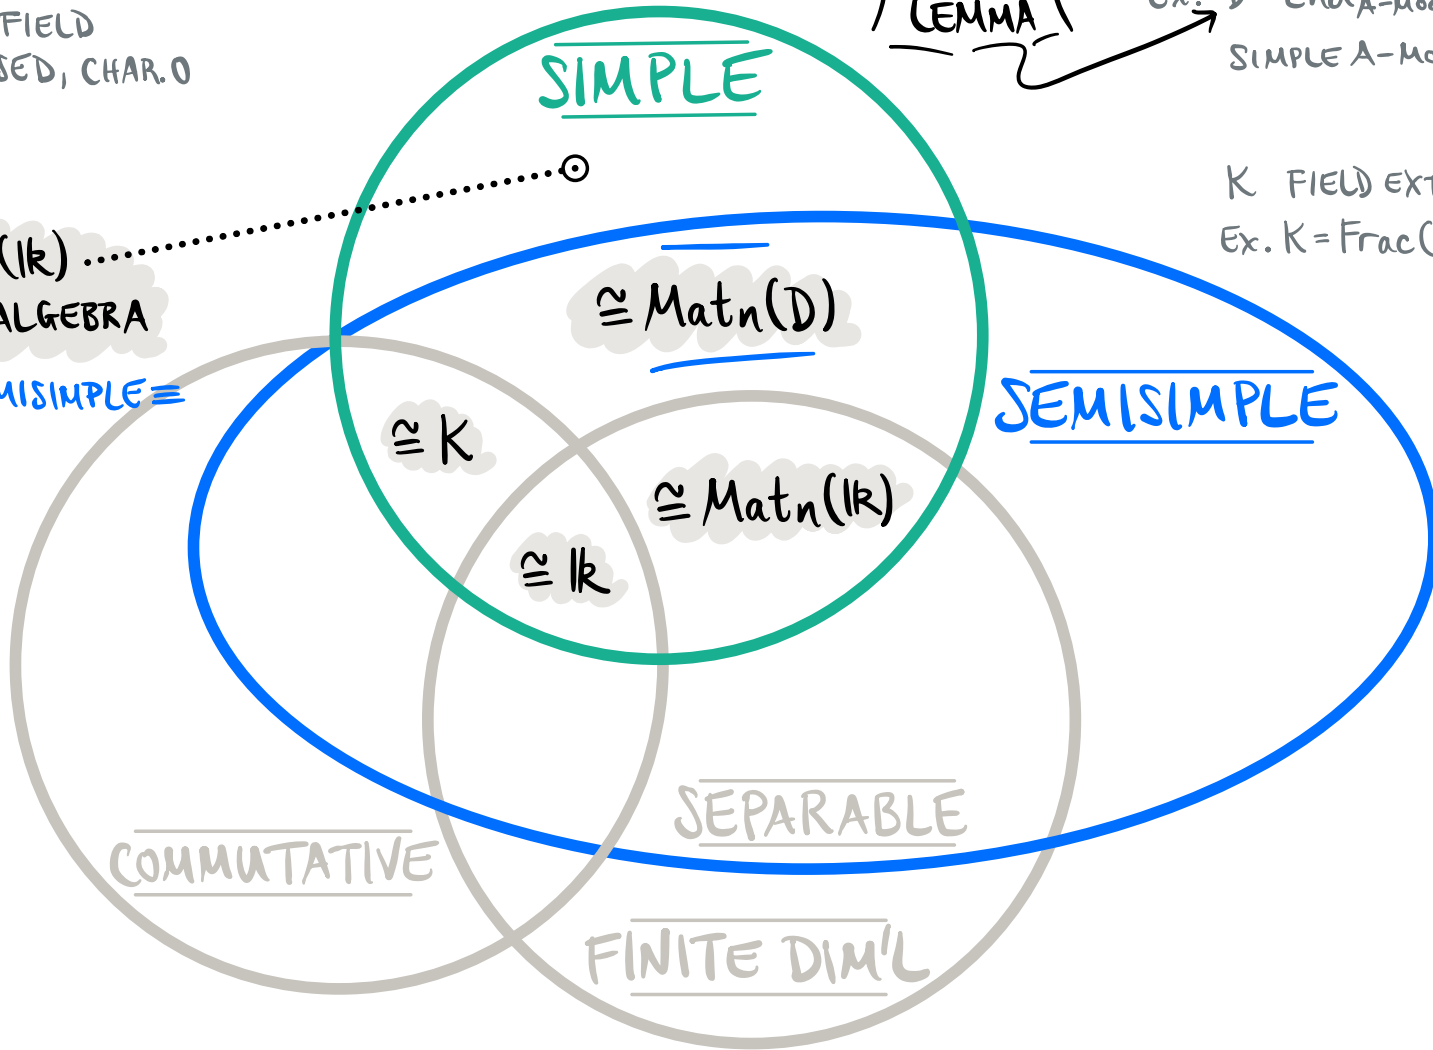 FIELD
SED, CHAR.0
SIMPLE
LEMMA
SIMPLE A-MO
K FIELD EXT
Ex. K = Frac(
(𝕜)
ALGEBRA
MISIMPLE ≡
≅ Matn(D)
SEMISIMPLE
≅ K
≅ Matn(𝕜)
≅ 𝕜
SEPARABLE
COMMUTATIVE
FINITE DIM'L